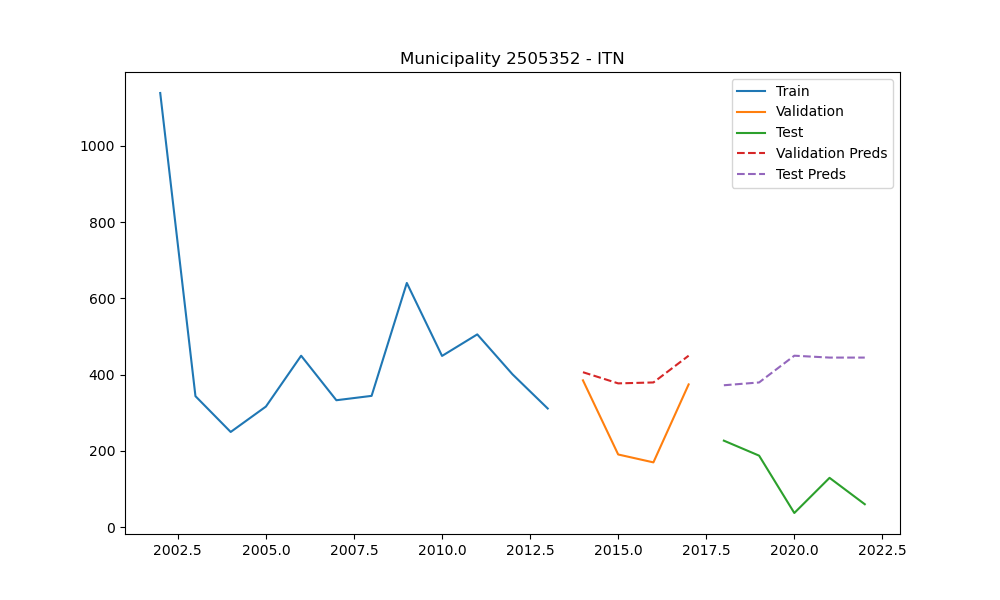 Municipality 2505352 - ITN
Train
Validation
Test
Validation Preds
Test Preds
1000
800
600
400
200
0
2002.5 2005.0 2007.5 2010.0 2012.5 2015.0 2017.5 2020.0 2022.5